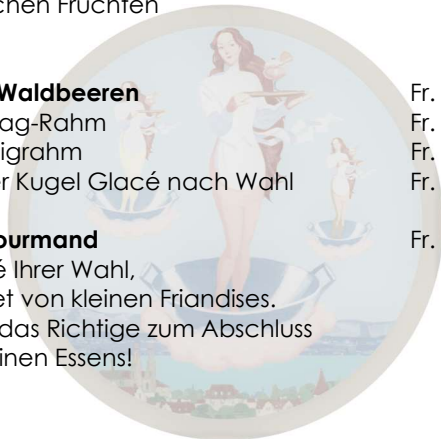 chen Früchten
Waldbeeren Fr.
ag-Rahm Fr.
igrahm Fr.
er Kugel Glacé nach Wahl Fr.
ourmand Fr.
é Ihrer Wahl,
et von kleinen Friandises.
das Richtige zum Abschluss
inen Essens!